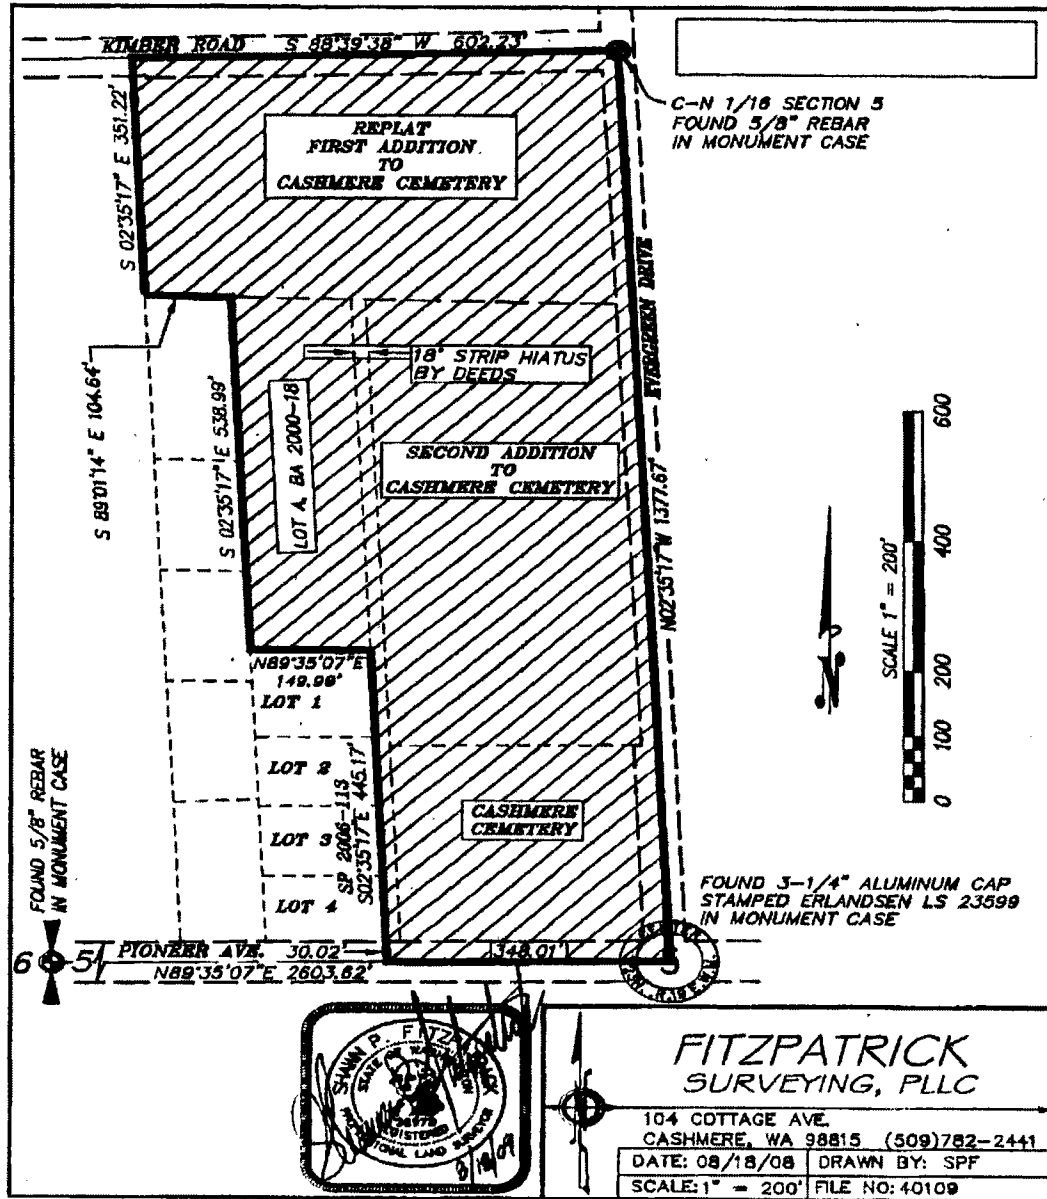 KIMBER ROAD S 88°39'38" W 602.23'
C-N 1/16 SECTION 5
FOUND 5/8" REBAR
IN MONUMENT CASE
S 02°35'17" E 351.22'
REPLAT
FIRST ADDITION
TO
CASHMERE CEMETERY
EVERGREEN DRIVE
18' STRIP HIATUS
BY DEEDS
S 89°01'14" E 104.64'
S 02°35'17" E 538.99'
LOT A, BA 2000-18
SECOND ADDITION
TO
CASHMERE CEMETERY
N02°35'17"W 1377.67'
SCALE 1" = 200'
0 100 200 400 600
N89°35'07"E
149.99'
LOT 1
LOT 2
LOT 3
LOT 4
SP 2006-113
S02°35'17"E 445.17'
CASHMERE
CEMETERY
FOUND 5/8" REBAR
IN MONUMENT CASE
FOUND 3-1/4" ALUMINUM CAP
STAMPED ERLANDSEN LS 23599
IN MONUMENT CASE
6 5
PIONEER AVE. 30.02' 348.01'
N89°35'07"E 2603.62'
SHAWN P. FITZPATRICK
STATE OF WASHINGTON
REGISTERED
PROFESSIONAL LAND SURVEYOR
FITZPATRICK
SURVEYING, PLLC
104 COTTAGE AVE.
CASHMERE, WA 98815 (509)782-2441
DATE: 08/18/08 DRAWN BY: SPF
SCALE: 1" = 200' FILE NO: 40109